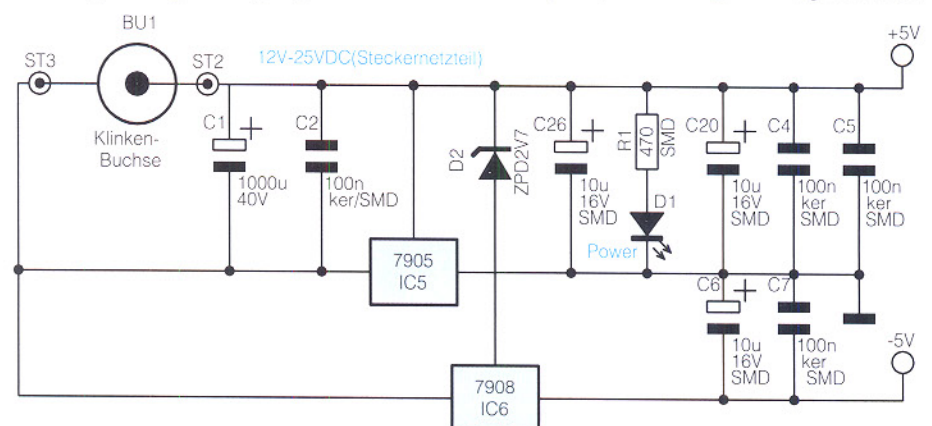 BU1
+5V
ST3
ST2
12V-25VDC(Steckernetzteil)
Klinken-
Buchse
C1
+
1000u
40V
C2
100n
ker/SMD
D2
ZPD2V7
C26
+
10u
16V
SMD
R1
470
SMD
D1
Power
C20
+
10u
16V
SMD
C4
100n
ker
SMD
C5
100n
ker
SMD
7905
IC5
C6
+
10u
16V
SMD
C7
100n
ker
SMD
-5V
7908
IC6